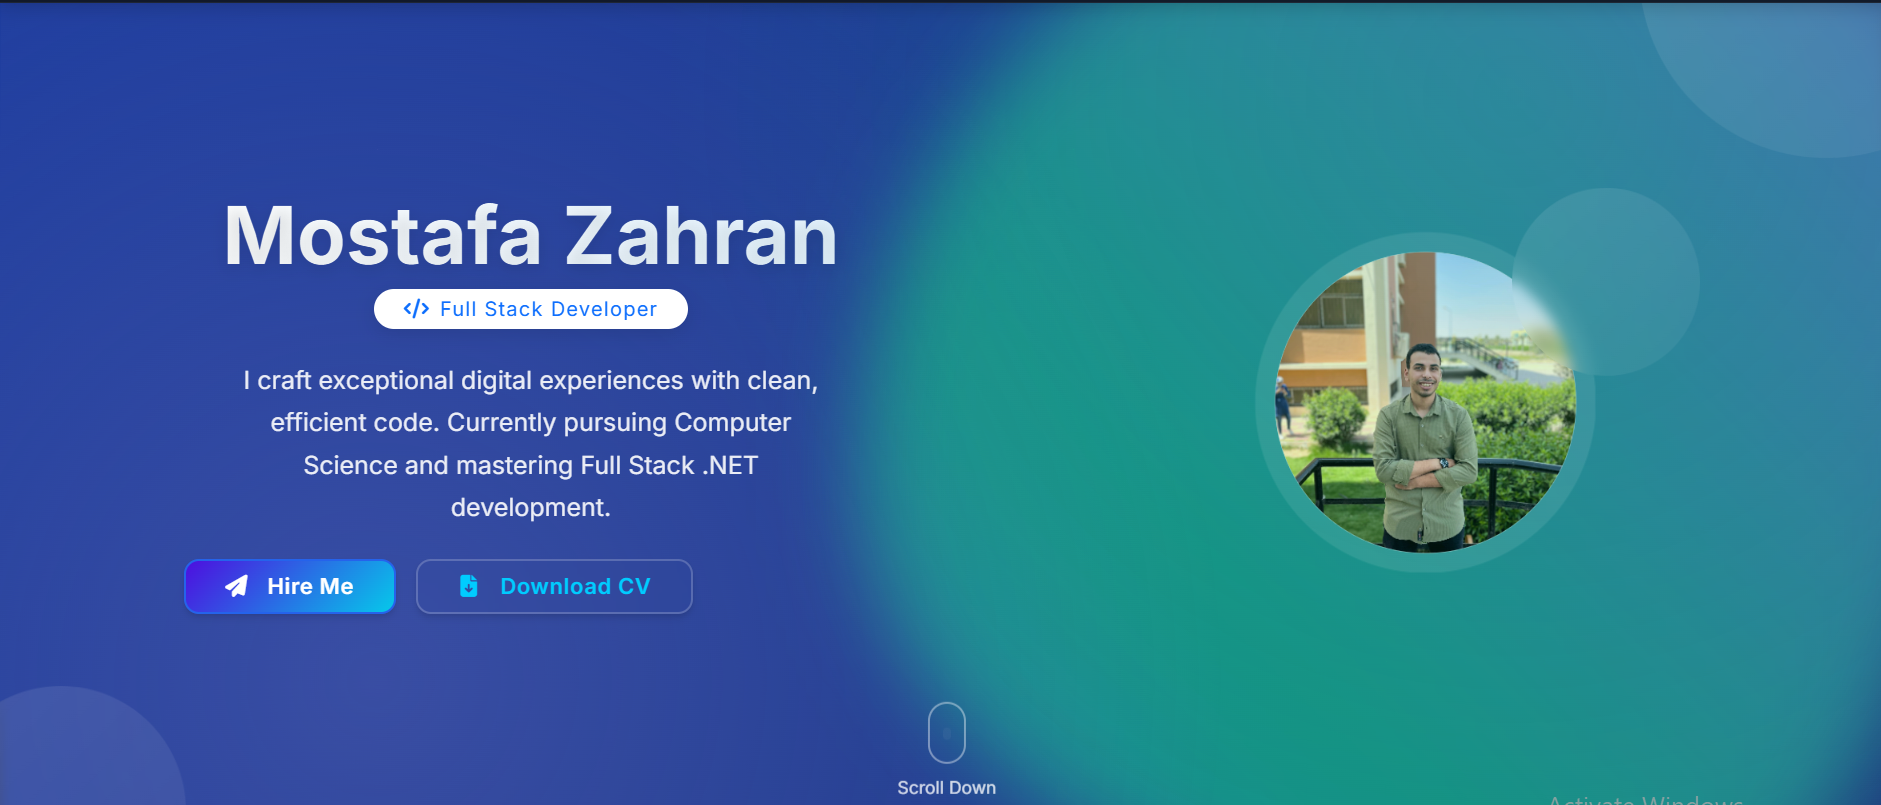 Mostafa Zahran
Full Stack Developer
I craft exceptional digital experiences with clean,
efficient code. Currently pursuing Computer
Science and mastering Full Stack .NET
development.
Hire Me
Download CV
Scroll Down
Activate Windows